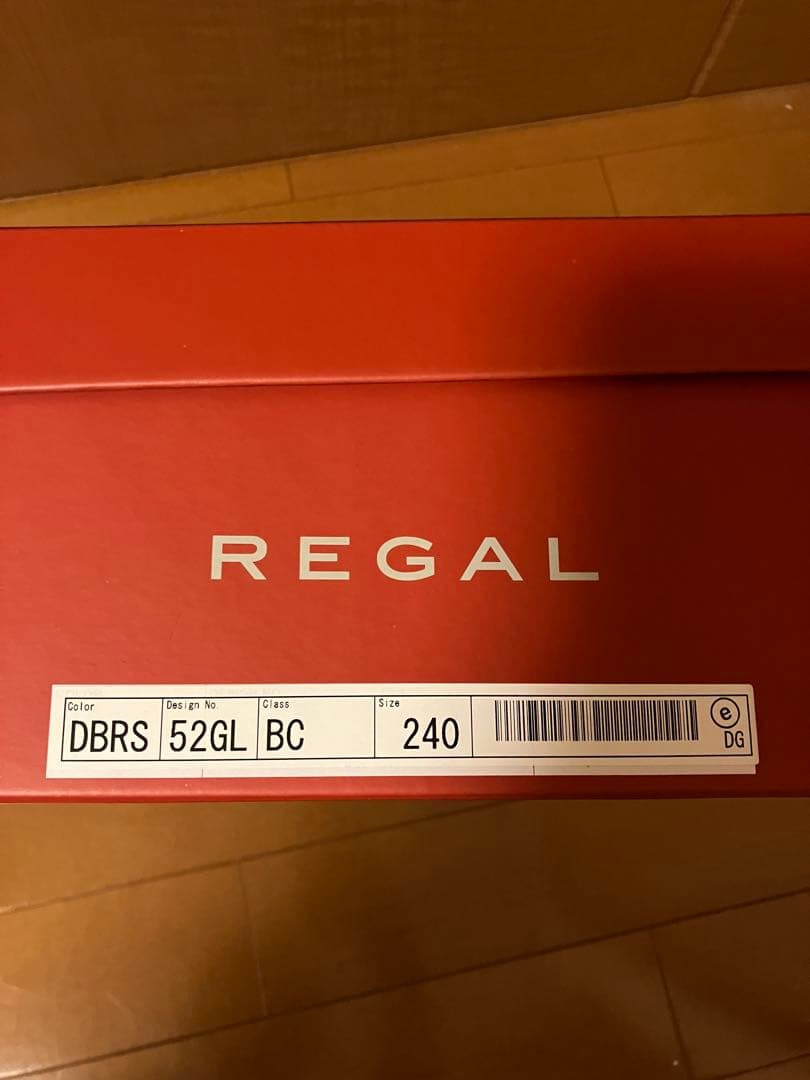 REGAL
Color Design No. Class Size
DBRS 52GL BC 240 e
DG